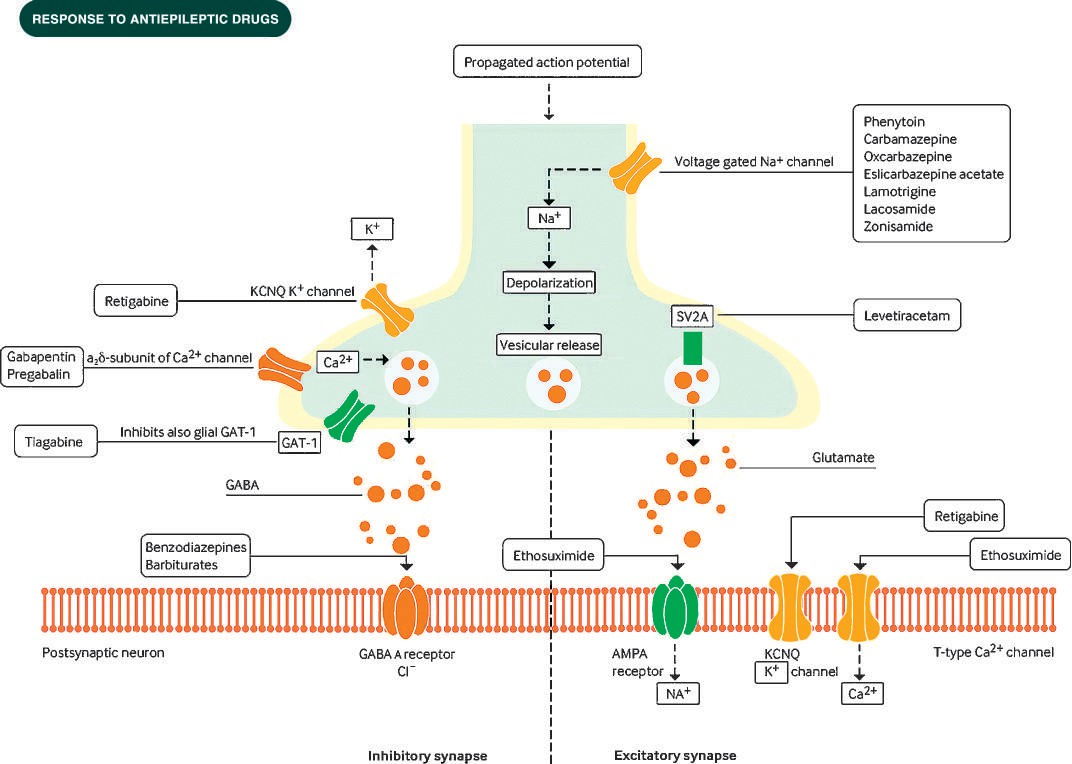 RESPONSE TO ANTIEPILEPTIC DRUGS
Propagated action potential
Phenytoin
Carbamazepine
Oxcarbazepine
Eslicarbazepine acetate
Lamotrigine
Lacosamide
Zonisamide
Voltage gated Na+ channel
Na+
K+
Depolarization
KCNQ K+ channel
Retigabine
SV2A
Levetiracetam
Vesicular release
Gabapentin
Pregabalin
a2δ-subunit of Ca2+ channel
Ca2+
Tiagabine
Inhibits also glial GAT-1
GAT-1
Glutamate
GABA
Retigabine
Benzodiazepines
Barbiturates
Ethosuximide
Ethosuximide
Postsynaptic neuron
GABA A receptor
Cl−
AMPA
receptor
NA+
KCNQ
K+ channel
T-type Ca2+ channel
Ca2+
Inhibitory synapse
Excitatory synapse